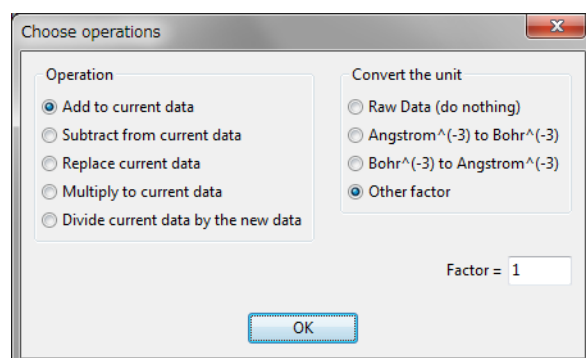 Choose operations
Operation
Add to current data
Subtract from current data
Replace current data
Multiply to current data
Divide current data by the new data
Convert the unit
Raw Data (do nothing)
Angstrom^(-3) to Bohr^(-3)
Bohr^(-3) to Angstrom^(-3)
Other factor
Factor = 1
OK